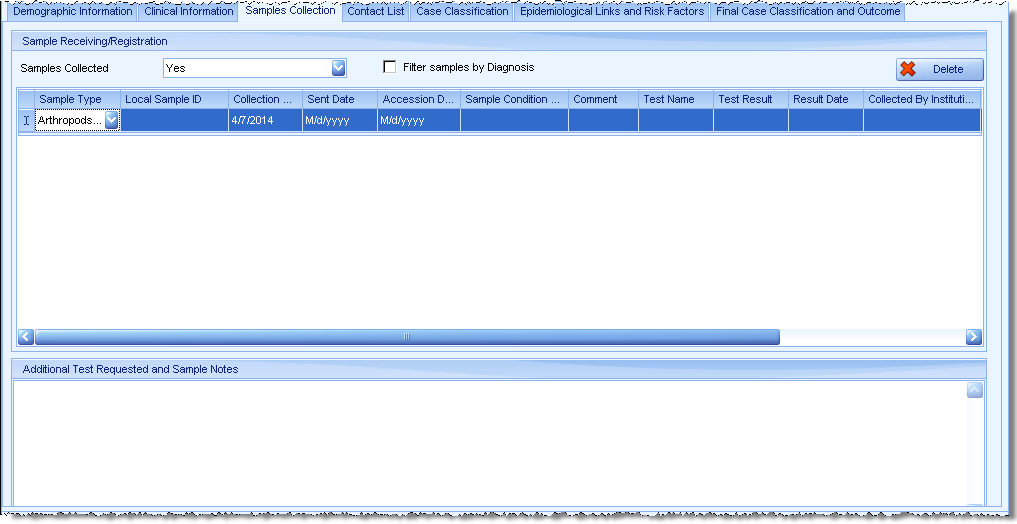 Demographic Information Clinical Information Samples Collection Contact List Case Classification Epidemiological Links and Risk Factors Final Case Classification and Outcome
Sample Receiving/Registration
Samples Collected Yes Filter samples by Diagnosis Delete
Sample Type Local Sample ID Collection ... Sent Date Accession D... Sample Condition ... Comment Test Name Test Result Result Date Collected By Instituti...
Arthropods... 4/7/2014 M/d/yyyy M/d/yyyy
Additional Test Requested and Sample Notes